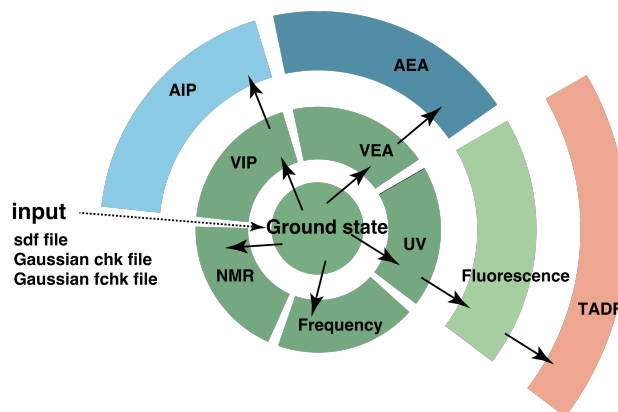 AEA
AIP
VIP
VEA
input
sdf file
Gaussian chk file
Gaussian fchk file
Ground state
UV
NMR
Fluorescence
Frequency
TADF